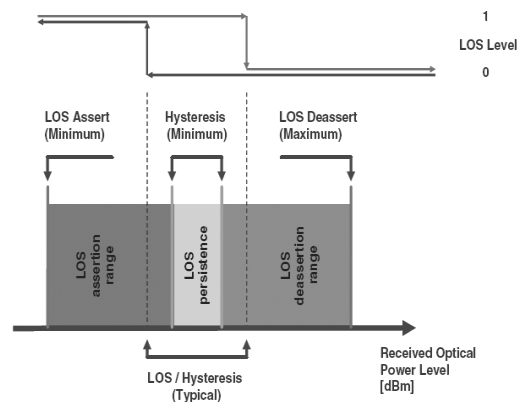 1
LOS Level
0
LOS Assert
(Minimum)
Hysteresis
(Minimum)
LOS Deassert
(Maximum)
LOS
assertion
range
LOS
persistence
LOS
deassertion
range
Received Optical
Power Level
[dBm]
LOS / Hysteresis
(Typical)